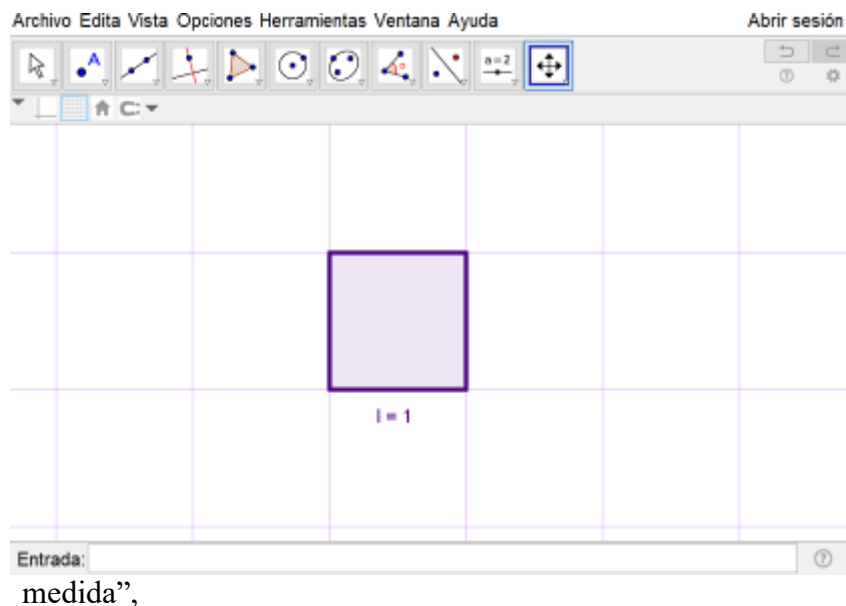 Archivo Edita Vista Opciones Herramientas Ventana Ayuda Abrir sesión
A
a=2
l = 1
Entrada:
medida”,